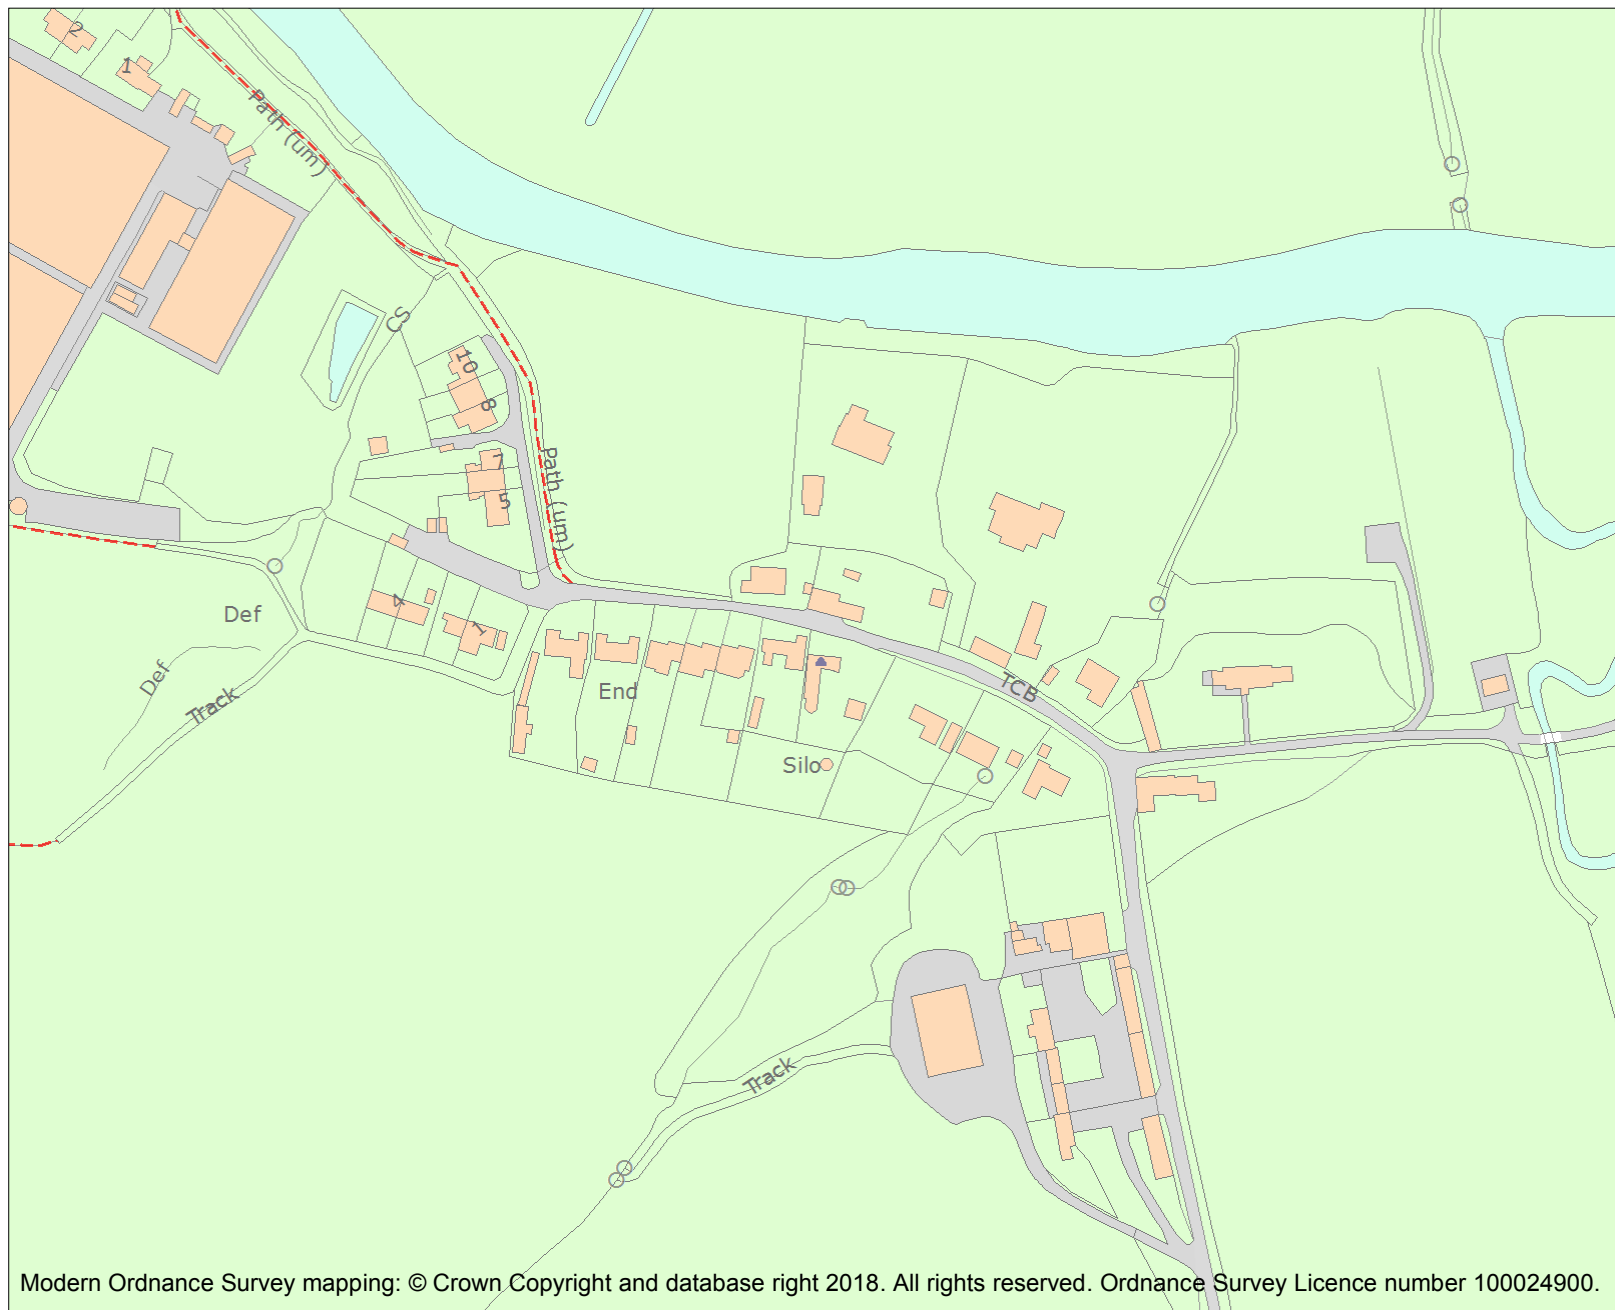 2
1
Path (um)
CS
10
8
7
5
Path (um)
4
1
Def
Def
Track
End
TCB
Silo
Track
Modern Ordnance Survey mapping: © Crown Copyright and database right 2018. All rights reserved. Ordnance Survey Licence number 100024900.